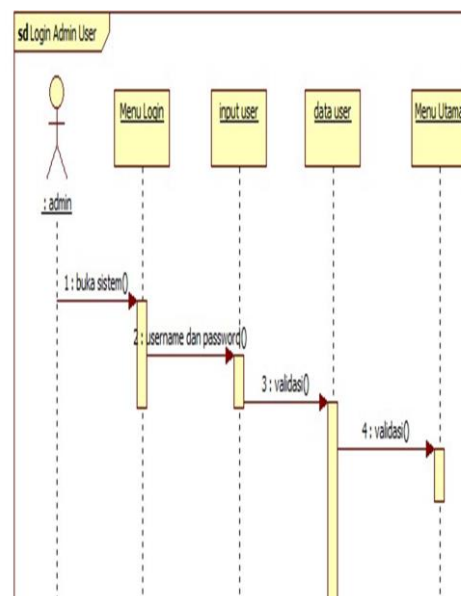 sd Login Admin User
Menu Login
input user
data user
Menu Utama
: admin
1 : buka sistem()
2 : username dan password()
3 : validasi()
4 : validasi()